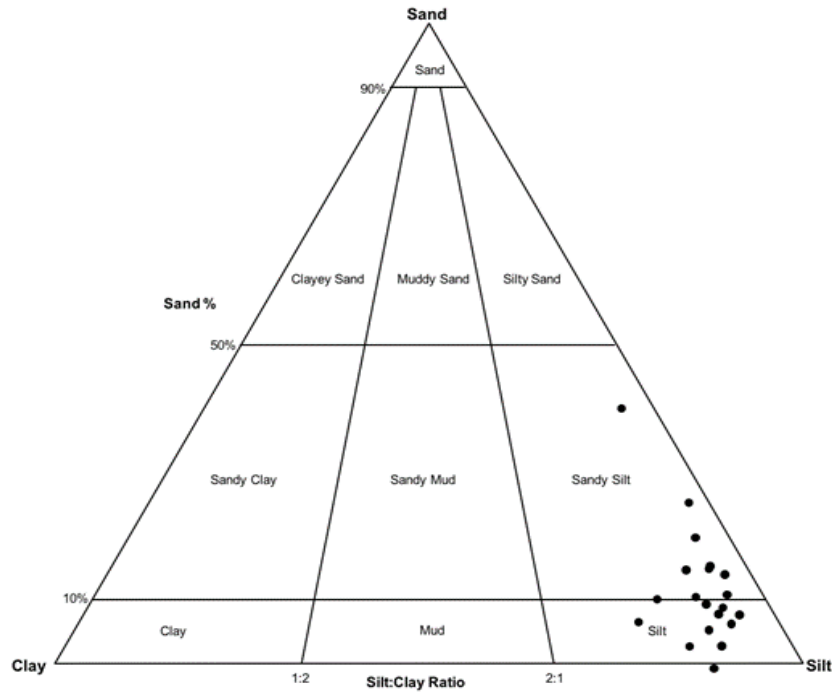 Sand
Sand
90%
Clayey Sand Muddy Sand Silty Sand
Sand %
50%
Sandy Clay Sandy Mud Sandy Silt
10%
Clay Mud Silt
Clay Silt
1:2 2:1
Silt:Clay Ratio